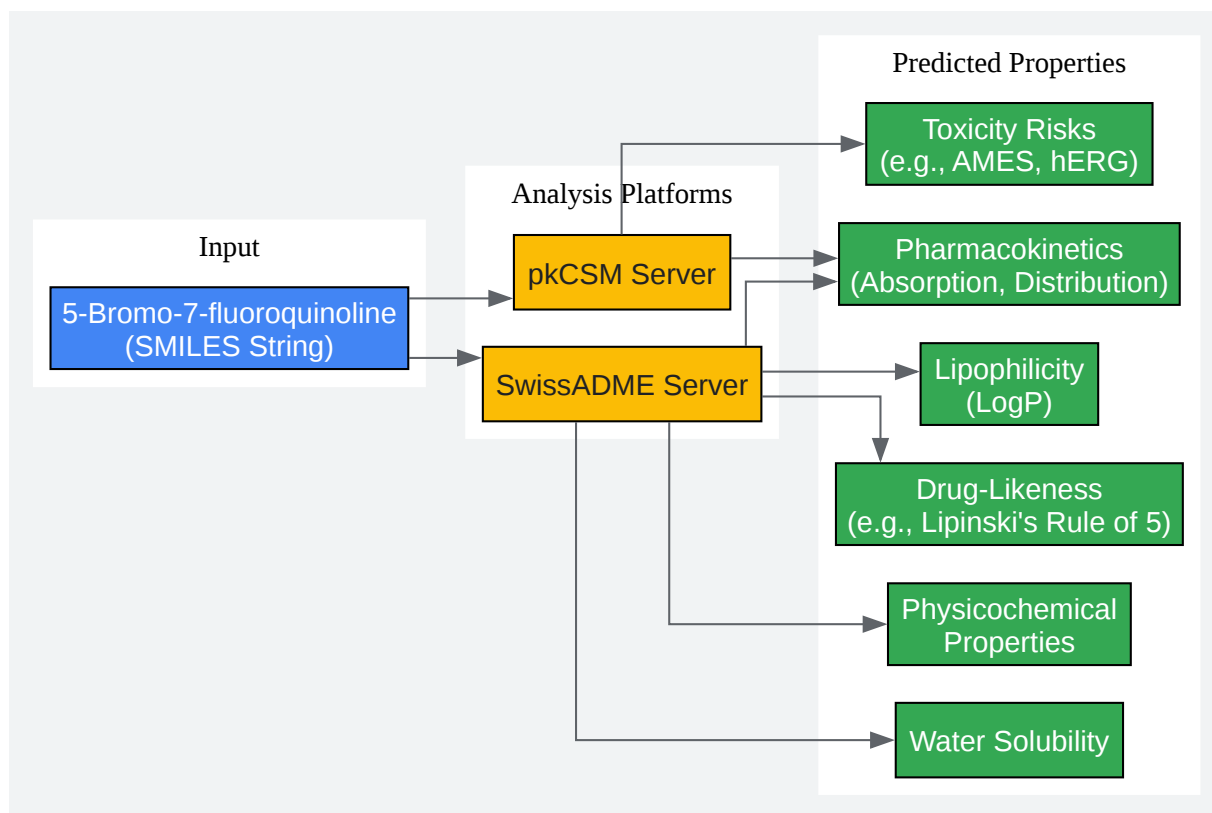 Input
5-Bromo-7-fluoroquinoline
(SMILES String)
Analysis Platforms
pkCSM Server
SwissADME Server
Predicted Properties
Toxicity Risks
(e.g., AMES, hERG)
Pharmacokinetics
(Absorption, Distribution)
Lipophilicity
(LogP)
Drug-Likeness
(e.g., Lipinski's Rule of 5)
Physicochemical
Properties
Water Solubility